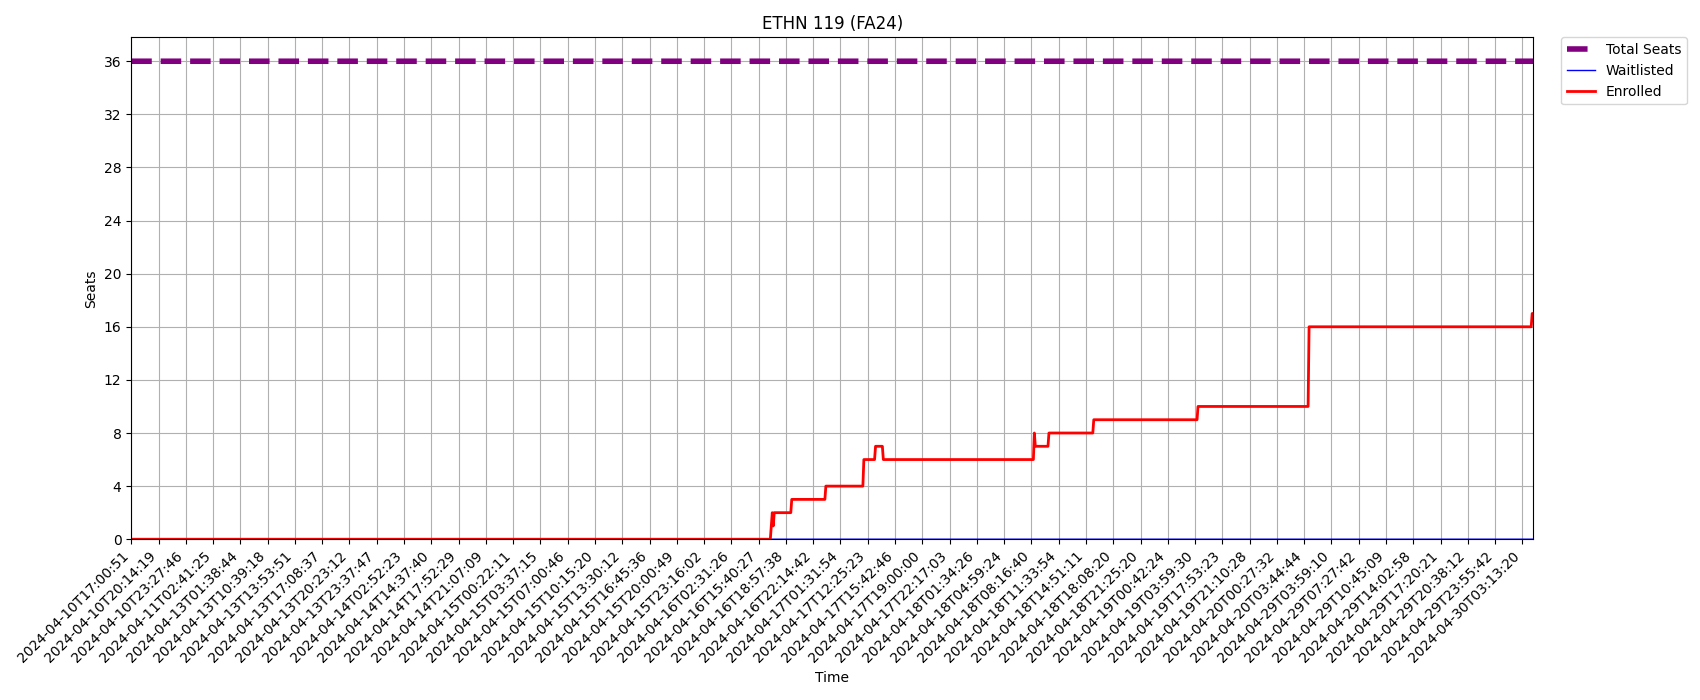 ETHN 119 (FA24)
Total Seats
Waitlisted
Enrolled
36
32
28
24
20
16
12
8
4
0
Seats
2024-04-10T17:00:51
2024-04-10T20:14:19
2024-04-10T23:27:46
2024-04-11T02:41:25
2024-04-13T01:38:44
2024-04-13T10:39:18
2024-04-13T13:53:51
2024-04-13T17:08:37
2024-04-13T20:23:12
2024-04-13T23:37:47
2024-04-14T02:52:23
2024-04-14T14:37:40
2024-04-14T17:52:29
2024-04-14T21:07:09
2024-04-15T00:22:11
2024-04-15T03:37:15
2024-04-15T07:00:46
2024-04-15T10:15:20
2024-04-15T13:30:12
2024-04-15T16:45:36
2024-04-15T20:00:49
2024-04-15T23:16:02
2024-04-16T02:31:26
2024-04-16T15:40:27
2024-04-16T18:57:38
2024-04-16T22:14:42
2024-04-17T01:31:54
2024-04-17T12:25:23
2024-04-17T15:42:46
2024-04-17T19:00:00
2024-04-17T22:17:03
2024-04-18T01:34:26
2024-04-18T04:59:24
2024-04-18T08:16:40
2024-04-18T11:33:54
2024-04-18T14:51:11
2024-04-18T18:08:20
2024-04-18T21:25:20
2024-04-19T00:42:24
2024-04-19T03:59:30
2024-04-19T17:53:23
2024-04-19T21:10:28
2024-04-20T00:27:32
2024-04-20T03:44:44
2024-04-29T03:59:10
2024-04-29T07:27:42
2024-04-29T10:45:09
2024-04-29T14:02:58
2024-04-29T17:20:21
2024-04-29T20:38:12
2024-04-29T23:55:42
2024-04-30T03:13:20
Time